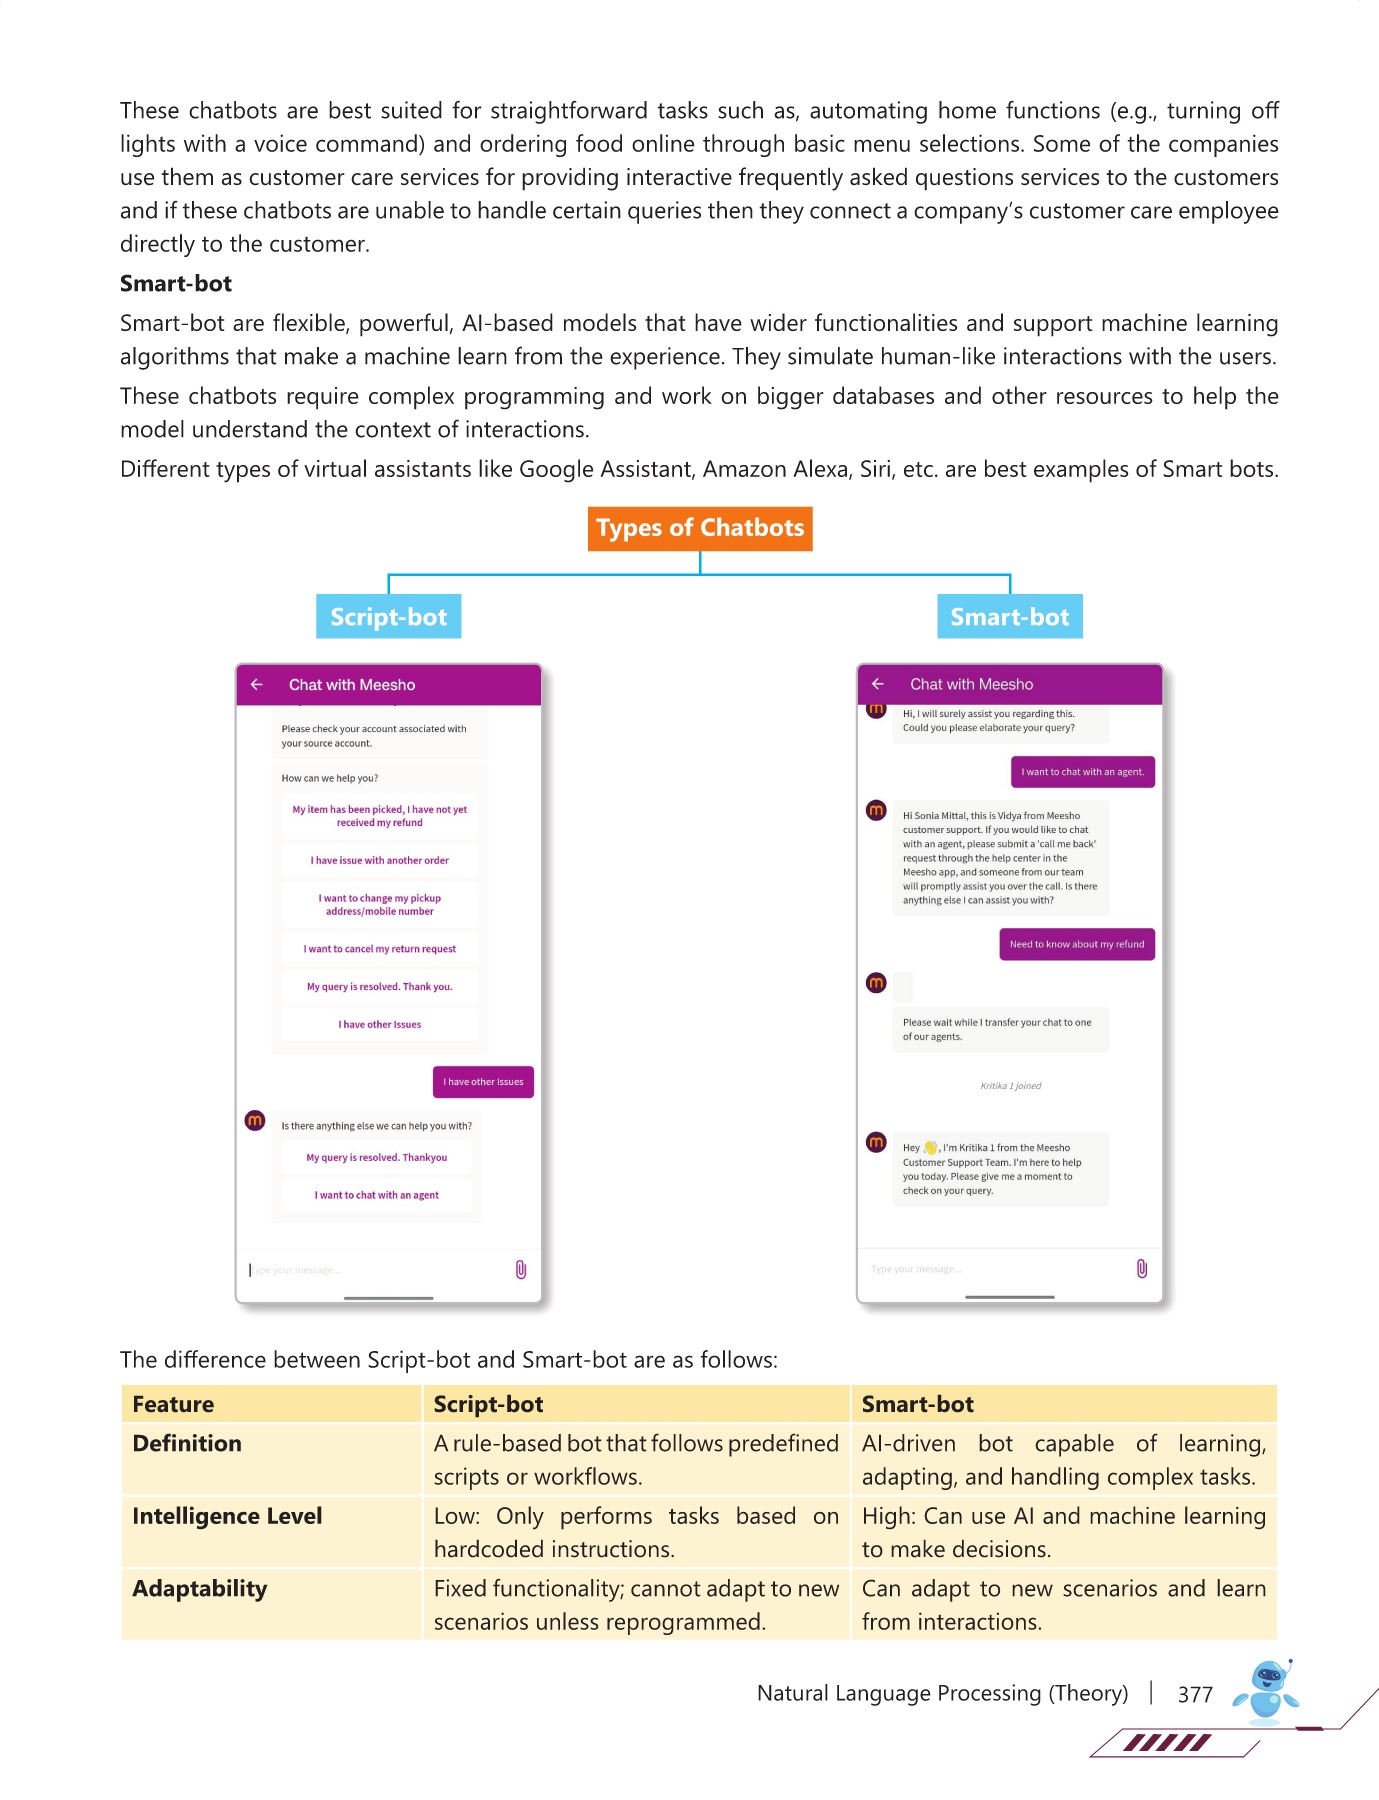 These chatbots are best suited for straightforward tasks such as, automating home functions (e.g., turning off
lights with a voice command) and ordering food online through basic menu selections. Some of the companies
use them as customer care services for providing interactive frequently asked questions services to the customers
and if these chatbots are unable to handle certain queries then they connect a company's customer care employee
directly to the customer.
Smart-bot
Smart-bot are flexible, powerful, AI-based models that have wider functionalities and support machine learning
algorithms that make a machine learn from the experience. They simulate human-like interactions with the users.
These chatbots require complex programming and work on bigger databases and other resources to help the
model understand the context of interactions.
Different types of virtual assistants like Google Assistant, Amazon Alexa, Siri, etc. are best examples of Smart bots.
Types of Chatbots
Script-bot
Smart-bot
Chat with Meesho
Please check your account associated with
your source account.
How can we help you?
My item has been picked, I have not yet
received my refund
I have issue with another order
I want to change my pickup
address/mobile number
I want to cancel my return request
My query is resolved. Thank you.
I have other Issues
I have other Issues
Is there anything else we can help you with?
My query is resolved. Thankyou
I want to chat with an agent
Type your message...
Chat with Meesho
Hi, I will surely assist you regarding this.
Could you please elaborate your query?
I want to chat with an agent.
Hi Sonia Mittal, this is Vidya from Meesho
customer support. If you would like to chat
with an agent, please submit a 'call me back'
request through the help center in the
Meesho app, and someone from our team
will promptly assist you over the call. Is there
anything else I can assist you with?
Need to know about my refund
Please wait while I transfer your chat to one
of our agents.
Kritika 1 joined
Hey 👋, I'm Kritika 1 from the Meesho
Customer Support Team. I'm here to help
you today. Please give me a moment to
check on your query.
Type your message...
The difference between Script-bot and Smart-bot are as follows:
Feature Script-bot Smart-bot
Definition A rule-based bot that follows predefined AI-driven bot capable of learning,
scripts or workflows. adapting, and handling complex tasks.
Intelligence Level Low: Only performs tasks based on High: Can use AI and machine learning
hardcoded instructions. to make decisions.
Adaptability Fixed functionality; cannot adapt to new Can adapt to new scenarios and learn
scenarios unless reprogrammed. from interactions.
Natural Language Processing (Theory) | 377